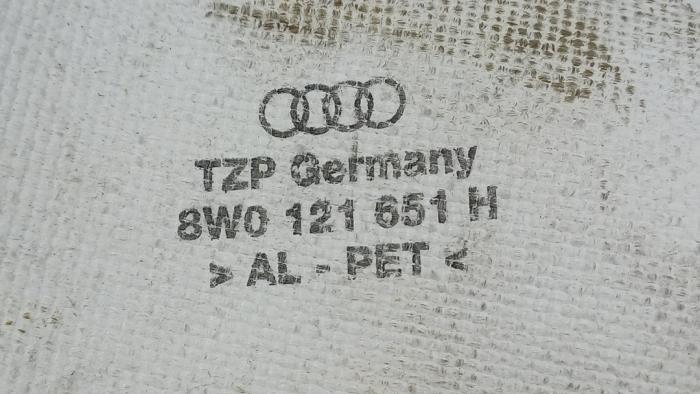 TZP Germany
8W0 121 651 H
> AL - PET <